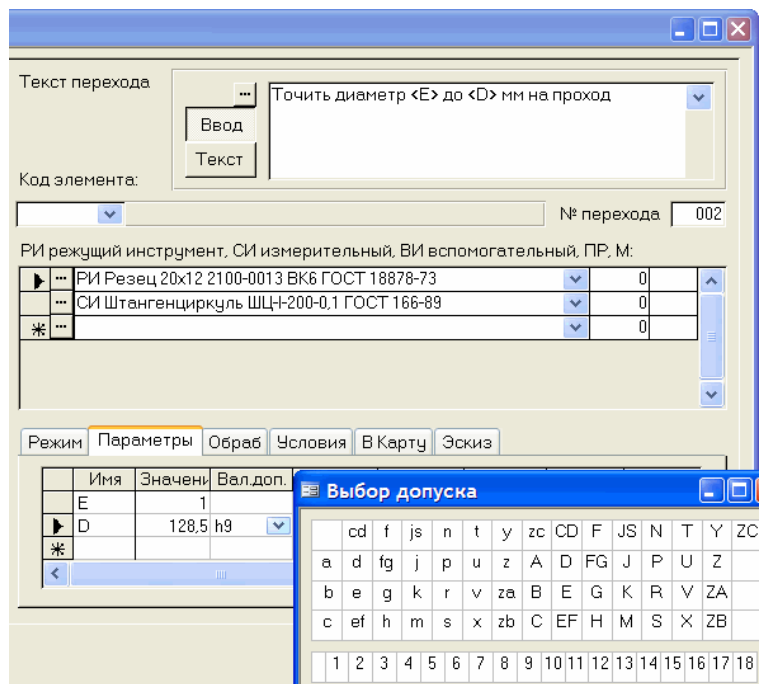 Текст перехода
...
Точить диаметр <E> до <D> мм на проход
Ввод
Текст
Код элемента:
№ перехода 002
РИ режущий инструмент, СИ измерительный, ВИ вспомогательный, ПР, М:
... РИ Резец 20x12 2100-0013 ВК6 ГОСТ 18878-73 0
... СИ Штангенциркуль ШЦ-I-200-0,1 ГОСТ 166-89 0
... 0
Режим Параметры Обраб Условия В Карту Эскиз
Имя Значени Вал.доп.
E 1
D 128,5 h9
Выбор допуска
cd f js n t y zc CD F JS N T Y ZC
a d fg j p u z A D FG J P U Z
b e g k r v za B E G K R V ZA
c ef h m s x zb C EF H M S X ZB
1 2 3 4 5 6 7 8 9 10 11 12 13 14 15 16 17 18